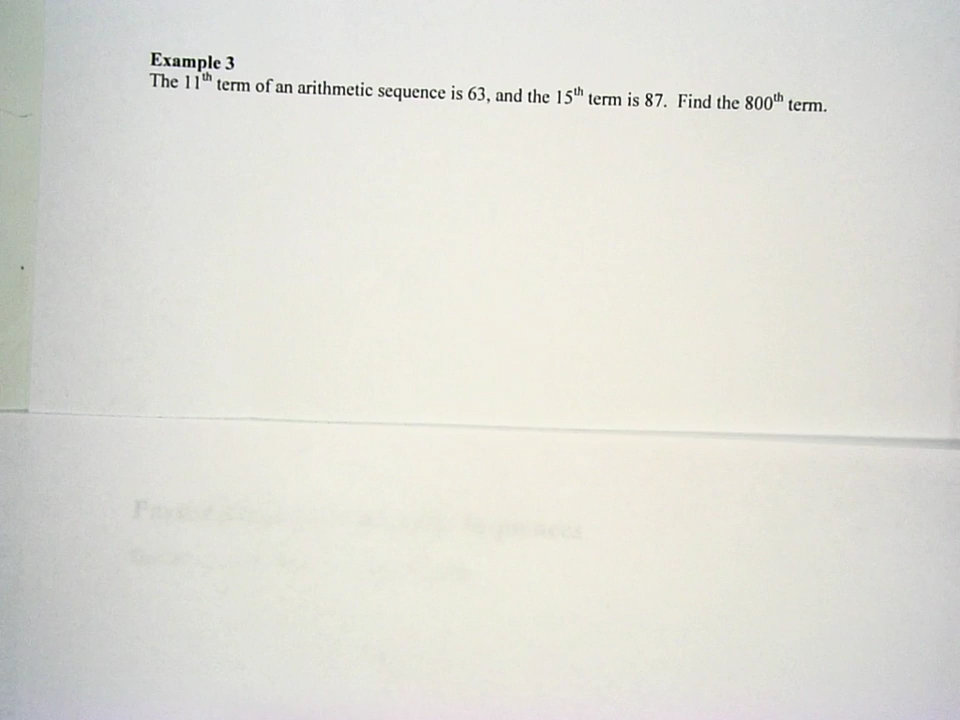 Example 3
The 11th term of an arithmetic sequence is 63, and the 15th term is 87. Find the 800th term.